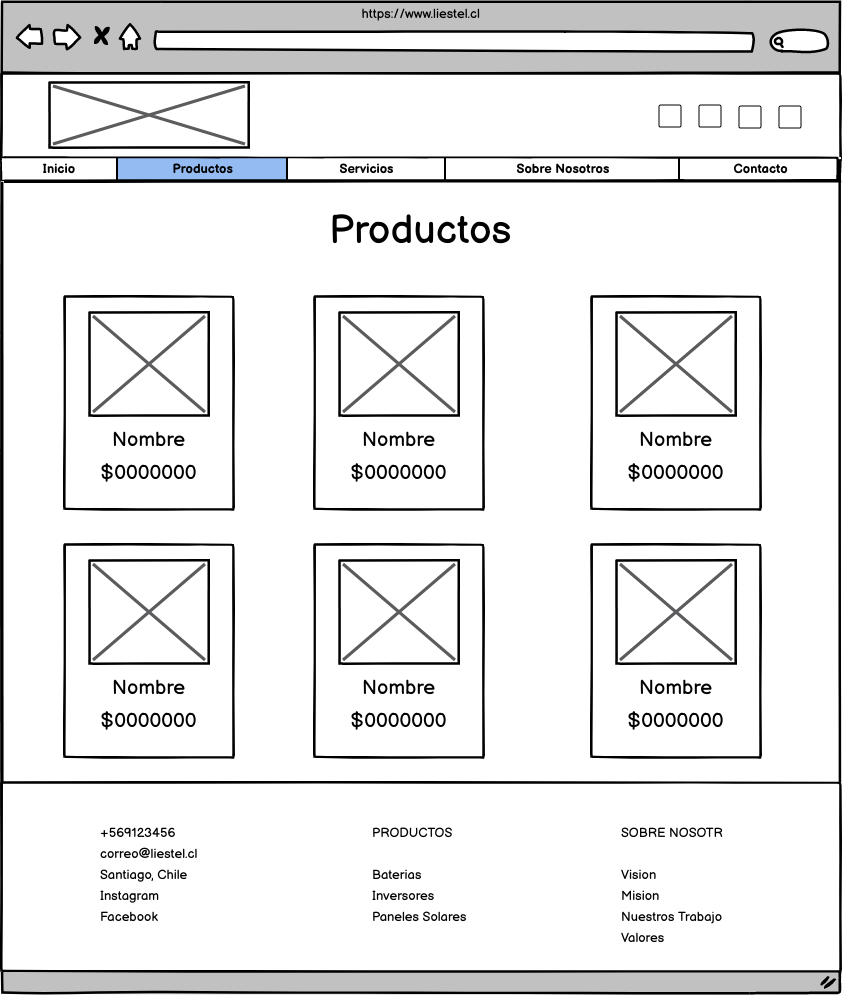 https://www.liestel.cl
Inicio Productos Servicios Sobre Nosotros Contacto
Productos
Nombre Nombre Nombre
$0000000 $0000000 $0000000
Nombre Nombre Nombre
$0000000 $0000000 $0000000
+569123456
correo@liestel.cl
Santiago, Chile
Instagram
Facebook
PRODUCTOS
Baterias
Inversores
Paneles Solares
SOBRE NOSOTR
Vision
Mision
Nuestros Trabajo
Valores